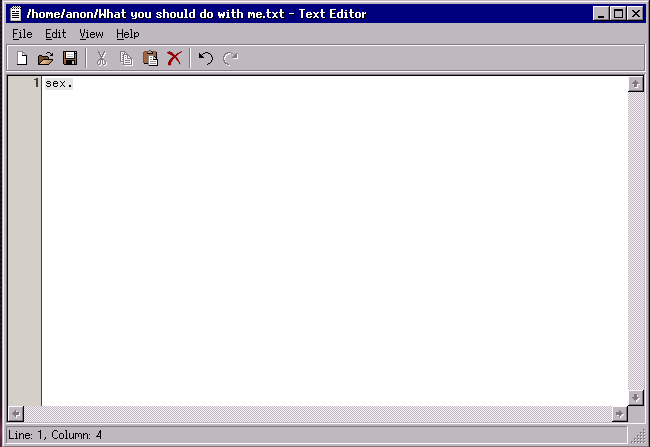 /home/anon/What you should do with me.txt - Text Editor
File Edit View Help
1 sex.
Line: 1, Column: 4